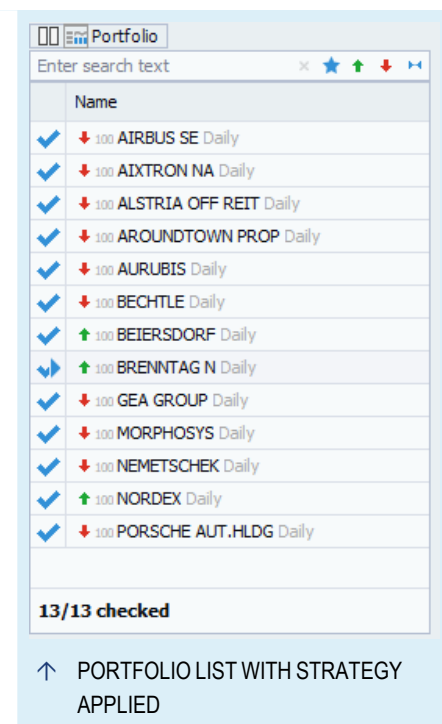 Portfolio
Enter search text
Name
100 AIRBUS SE Daily
100 AIXTRON NA Daily
100 ALSTRIA OFF REIT Daily
100 AROUNDTOWN PROP Daily
100 AURUBIS Daily
100 BECHTLE Daily
100 BEIERSDORF Daily
100 BRENNTAG N Daily
100 GEA GROUP Daily
100 MORPHOSYS Daily
100 NEMETSCHEK Daily
100 NORDEX Daily
100 PORSCHE AUT.HLDG Daily
13/13 checked
↑ PORTFOLIO LIST WITH STRATEGY
APPLIED